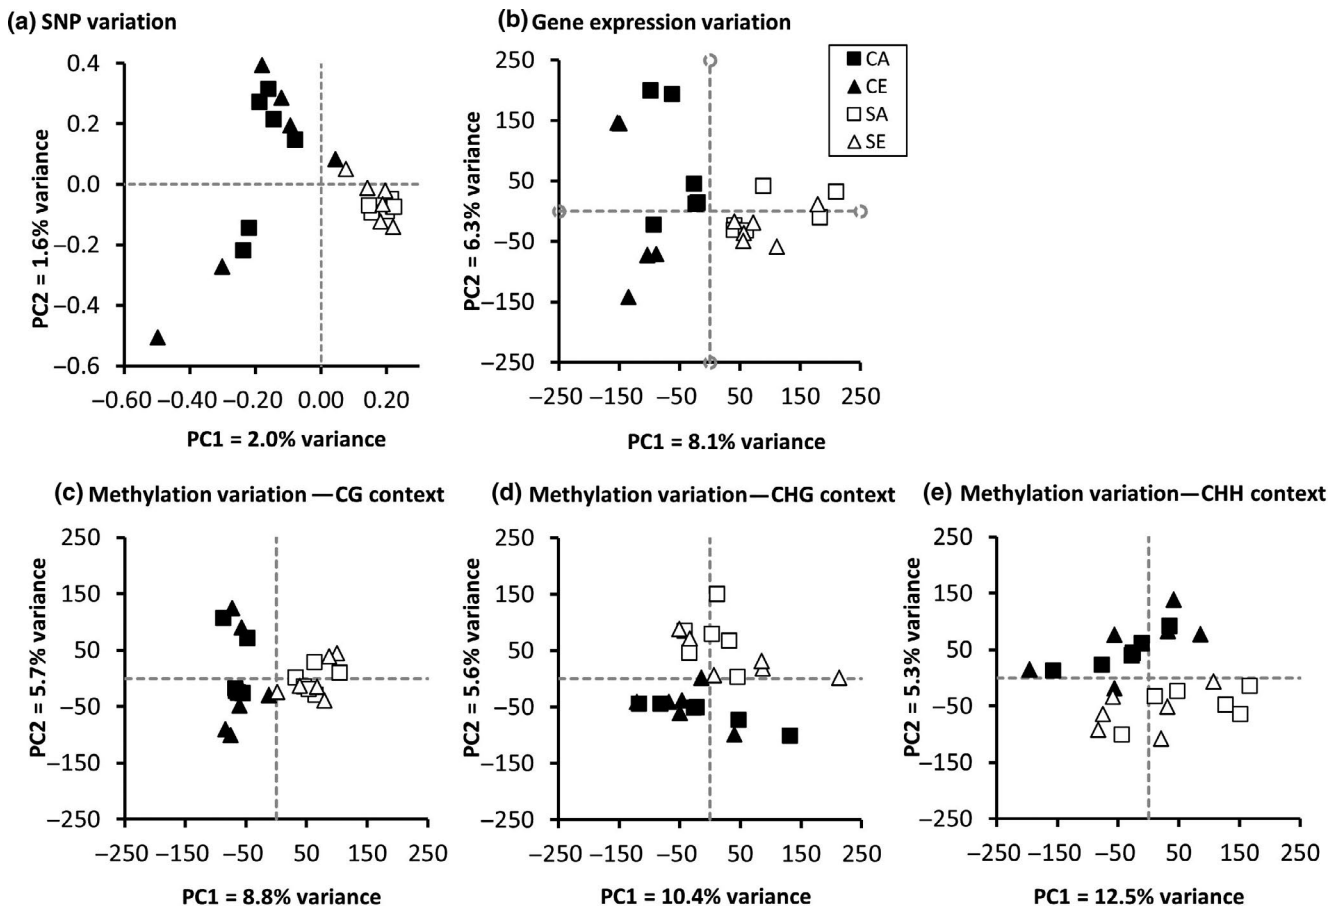 (a) SNP variation
0.4
0.2
0.0
−0.2
−0.4
−0.6
PC2 = 1.6% variance
−0.60 −0.40 −0.20 0.00 0.20
PC1 = 2.0% variance
(b) Gene expression variation
250
150
50
−50
−150
−250
PC2 = 6.3% variance
−250 −150 −50 50 150 250
PC1 = 8.1% variance
CA
CE
SA
SE
(c) Methylation variation —CG context
250
150
50
−50
−150
−250
PC2 = 5.7% variance
−250 −150 −50 50 150 250
PC1 = 8.8% variance
(d) Methylation variation—CHG context
250
150
50
−50
−150
−250
PC2 = 5.6% variance
−250 −150 −50 50 150 250
PC1 = 10.4% variance
(e) Methylation variation—CHH context
250
150
50
−50
−150
−250
PC2 = 5.3% variance
−250 −150 −50 50 150 250
PC1 = 12.5% variance